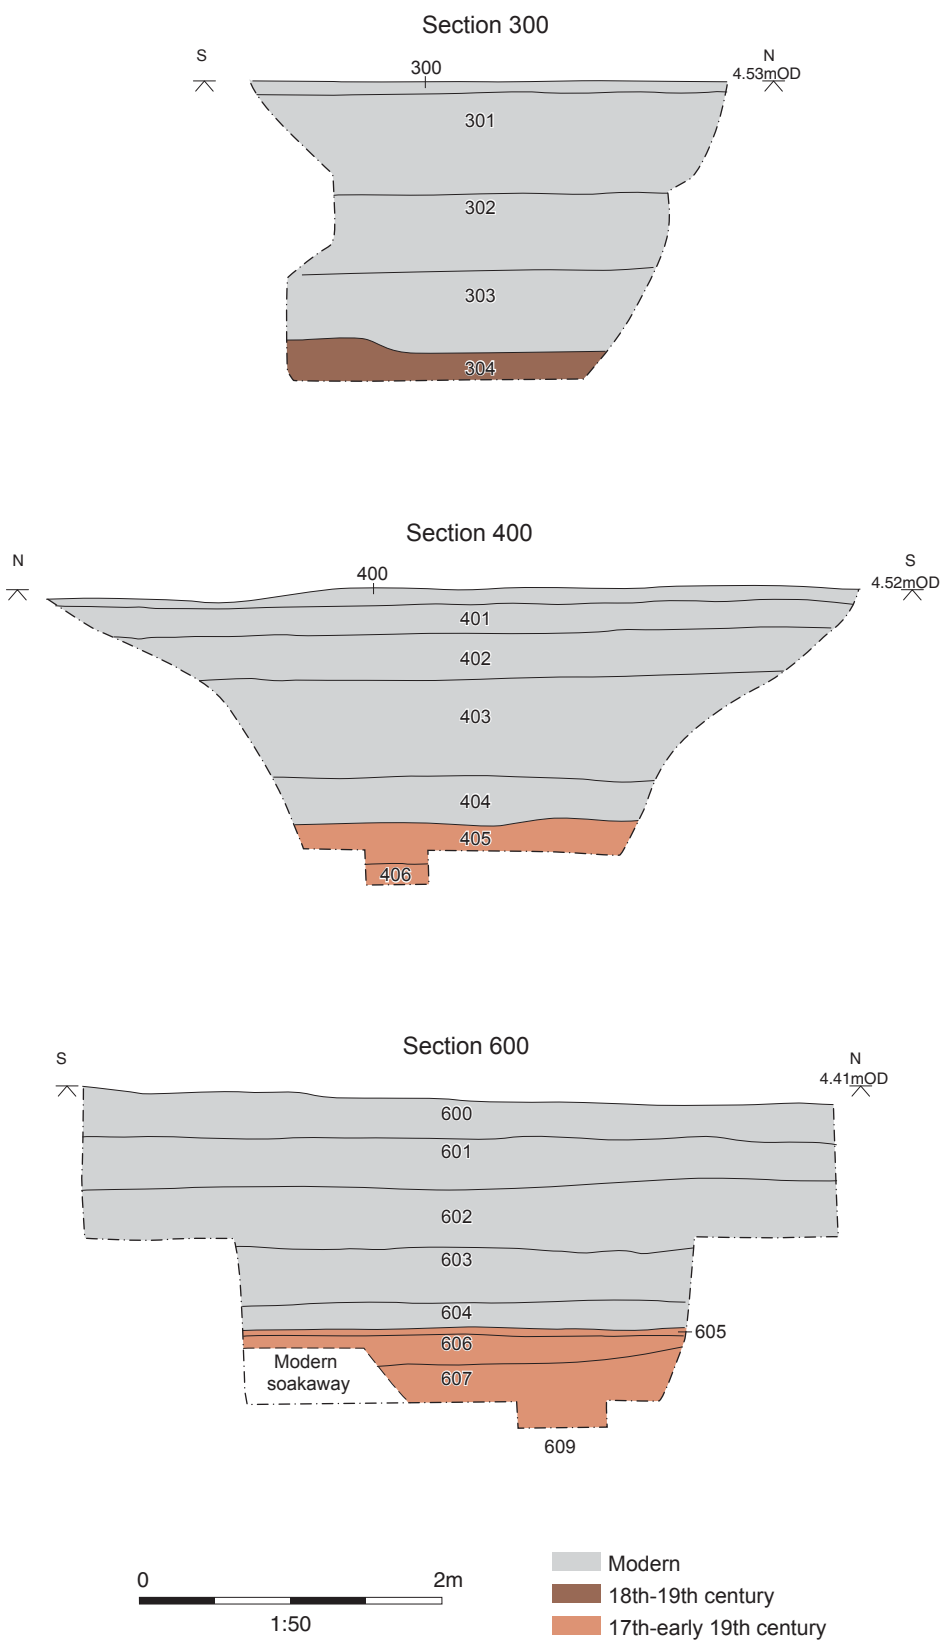 Section 300
S
N
4.53mOD
300
301
302
303
304
Section 400
N
S
4.52mOD
400
401
402
403
404
405
406
Section 600
S
N
4.41mOD
600
601
602
603
604
605
606
Modern
soakaway
607
609
0 2m
1:50
Modern
18th-19th century
17th-early 19th century